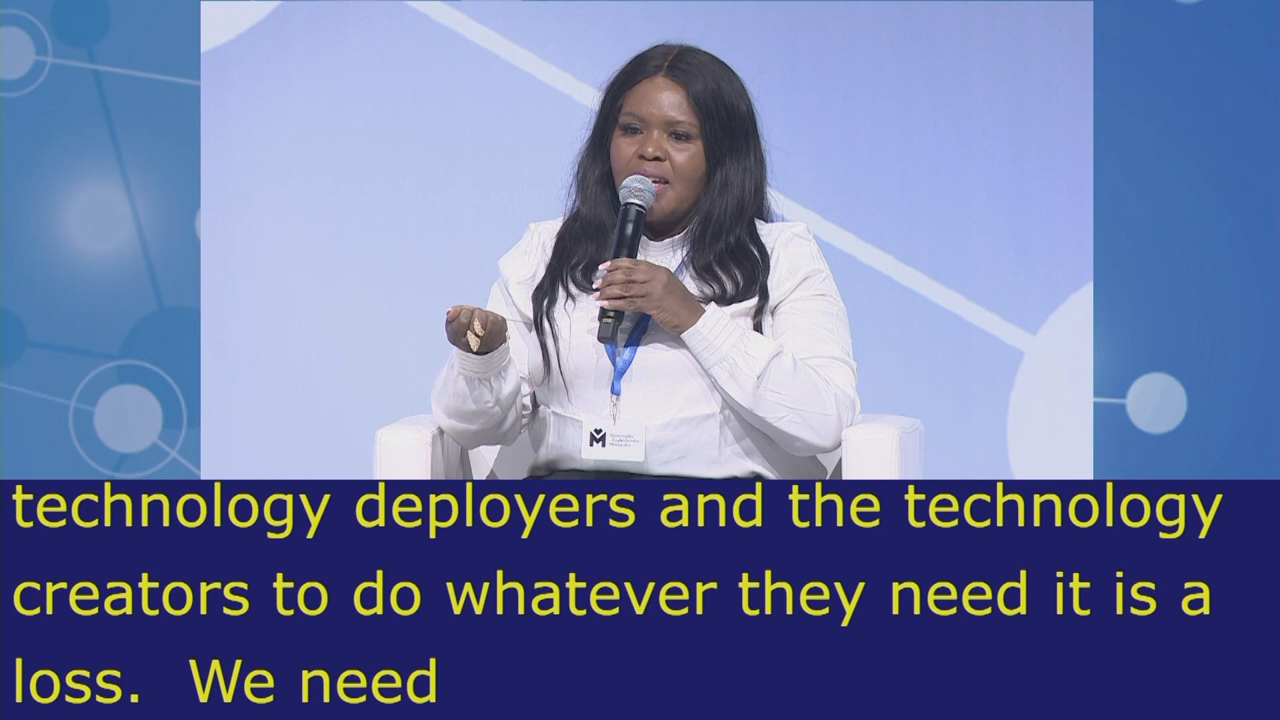 M
technology deployers and the technology
creators to do whatever they need it is a
loss.  We need